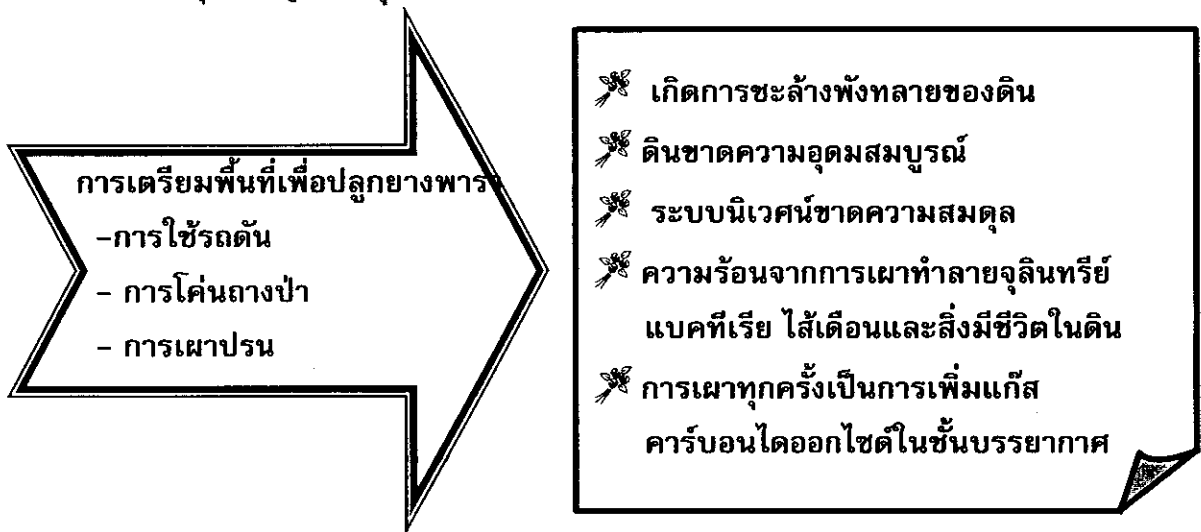 การเตรียมพื้นที่เพื่อปลูกยางพารา
-การใช้รถดัน
- การโค่นถางป่า
- การเผาปรน
เกิดการชะล้างพังทลายของดิน
ดินขาดความอุดมสมบูรณ์
ระบบนิเวศน์ขาดความสมดุล
ความร้อนจากการเผาทำลายจุลินทรีย์
แบคทีเรีย ไส้เดือนและสิ่งมีชีวิตในดิน
การเผาทุกครั้งเป็นการเพิ่มแก๊ส
คาร์บอนไดออกไซด์ในชั้นบรรยากาศ